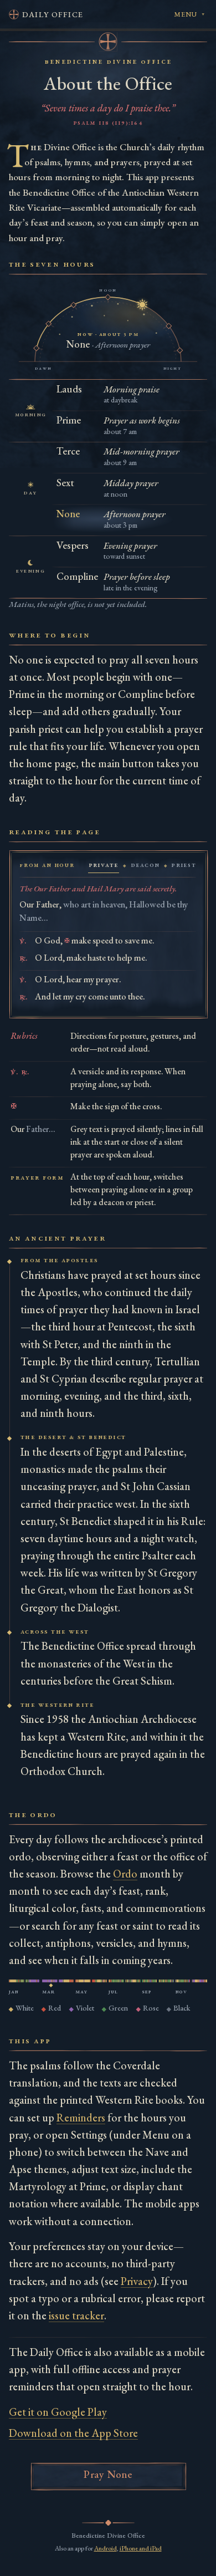 DAILY OFFICE
MENU
BENEDICTINE DIVINE OFFICE
About the Office
“Seven times a day do I praise thee.”
PSALM 118 (119):164
THE Divine Office is the Church’s daily rhythm
of psalms, hymns, and prayers, prayed at set
hours from morning to night. This app presents
the Benedictine Office of the Antiochian Western
Rite Vicariate—assembled automatically for each
day’s feast and season, so you can simply open an
hour and pray.
THE SEVEN HOURS
NOON
NOW · ABOUT 3 PM
None · Afternoon prayer
DAWN
NIGHT
MORNING
Lauds
Morning praise
at daybreak
Prime
Prayer as work begins
about 7 am
DAY
Terce
Mid-morning prayer
about 9 am
Sext
Midday prayer
at noon
None
Afternoon prayer
about 3 pm
EVENING
Vespers
Evening prayer
toward sunset
Compline
Prayer before sleep
late in the evening
Matins, the night office, is not yet included.
WHERE TO BEGIN
No one is expected to pray all seven hours
at once. Most people begin with one—
Prime in the morning or Compline before
sleep—and add others gradually. Your
parish priest can help you establish a prayer
rule that fits your life. Whenever you open
the home page, the main button takes you
straight to the hour for the current time of
day.
READING THE PAGE
FROM AN HOUR
PRIVATE ◆ DEACON ◆ PRIEST
The Our Father and Hail Mary are said secretly.
Our Father, who art in heaven, Hallowed be thy
Name…
℣. O God, ✠ make speed to save me.
℟. O Lord, make haste to help me.
℣. O Lord, hear my prayer.
℟. And let my cry come unto thee.
Rubrics
Directions for posture, gestures, and
order—not read aloud.
℣. ℟.
A versicle and its response. When
praying alone, say both.
✠
Make the sign of the cross.
Our Father…
Grey text is prayed silently; lines in full
ink at the start or close of a silent
prayer are spoken aloud.
PRAYER FORM
At the top of each hour, switches
between praying alone or in a group
led by a deacon or priest.
AN ANCIENT PRAYER
FROM THE APOSTLES
Christians have prayed at set hours since
the Apostles, who continued the daily
times of prayer they had known in Israel
—the third hour at Pentecost, the sixth
with St Peter, and the ninth in the
Temple. By the third century, Tertullian
and St Cyprian describe regular prayer at
morning, evening, and the third, sixth,
and ninth hours.
THE DESERT & ST BENEDICT
In the deserts of Egypt and Palestine,
monastics made the psalms their
unceasing prayer, and St John Cassian
carried their practice west. In the sixth
century, St Benedict shaped it in his Rule:
seven daytime hours and a night watch,
praying through the entire Psalter each
week. His life was written by St Gregory
the Great, whom the East honors as St
Gregory the Dialogist.
ACROSS THE WEST
The Benedictine Office spread through
the monasteries of the West in the
centuries before the Great Schism.
THE WESTERN RITE
Since 1958 the Antiochian Archdiocese
has kept a Western Rite, and within it the
Benedictine hours are prayed again in the
Orthodox Church.
THE ORDO
Every day follows the archdiocese’s printed
ordo, observing either a feast or the office of
the season. Browse the Ordo month by
month to see each day’s feast, rank,
liturgical color, fasts, and commemorations
—or search for any feast or saint to read its
collect, antiphons, versicles, and hymns,
and see when it falls in coming years.
JAN MAR MAY JUL SEP NOV
White Red Violet Green Rose Black
THIS APP
The psalms follow the Coverdale
translation, and the texts are checked
against the printed Western Rite books. You
can set up Reminders for the hours you
pray, or open Settings (under Menu on a
phone) to switch between the Nave and
Apse themes, adjust text size, include the
Martyrology at Prime, or display chant
notation where available. The mobile apps
work without a connection.
Your preferences stay on your device—
there are no accounts, no third-party
trackers, and no ads (see Privacy). If you
spot a typo or a rubrical error, please report
it on the issue tracker.
The Daily Office is also available as a mobile
app, with full offline access and prayer
reminders that open straight to the hour.
Get it on Google Play
Download on the App Store
Pray None
Benedictine Divine Office
Also an app for Android, iPhone and iPad